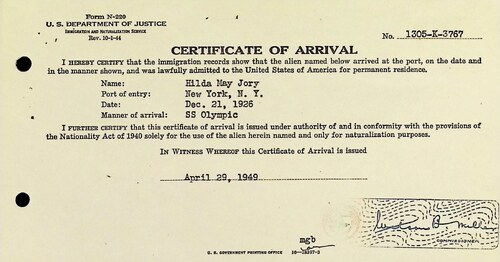 Form N-220
U. S. DEPARTMENT OF JUSTICE
IMMIGRATION AND NATURALIZATION SERVICE
Rev. 10-1-44
No. 1305-K-3767
CERTIFICATE OF ARRIVAL
I HEREBY CERTIFY that the immigration records show that the alien named below arrived at the port, on the date and
in the manner shown, and was lawfully admitted to the United States of America for permanent residence.
Name: Hilda May Jory
Port of entry: New York, N. Y.
Date: Dec. 21, 1926
Manner of arrival: SS Olympic
I FURTHER CERTIFY that this certificate of arrival is issued under authority of and in conformity with the provisions of
the Nationality Act of 1940 solely for the use of the alien herein named and only for naturalization purposes.
IN WITNESS WHEREOF this Certificate of Arrival is issued
April 29, 1949
COMMISSIONER.
mgb
U. S. GOVERNMENT PRINTING OFFICE